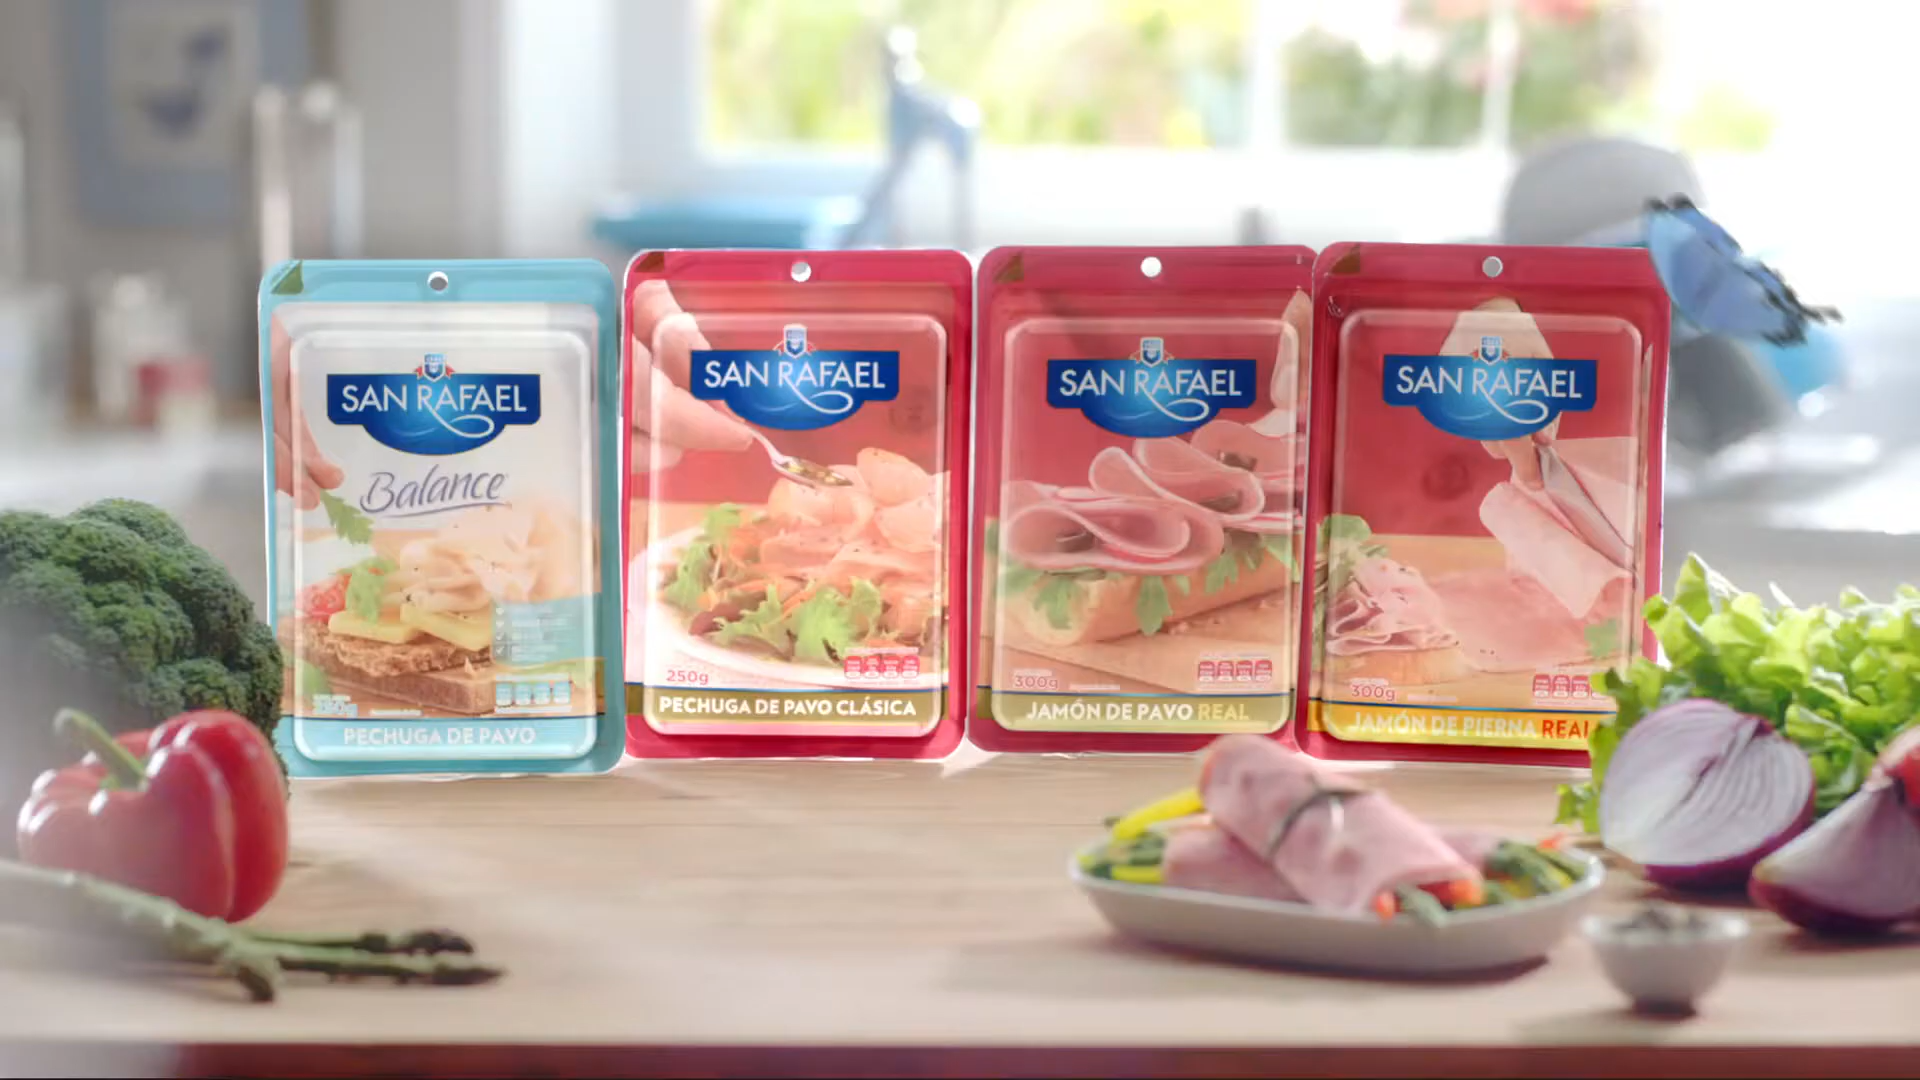 SAN RAFAEL
Balance
PECHUGA DE PAVO
SAN RAFAEL
250g
PECHUGA DE PAVO CLÁSICA
SAN RAFAEL
300g
JAMÓN DE PAVO REAL
SAN RAFAEL
300g
JAMÓN DE PIERNA REAL